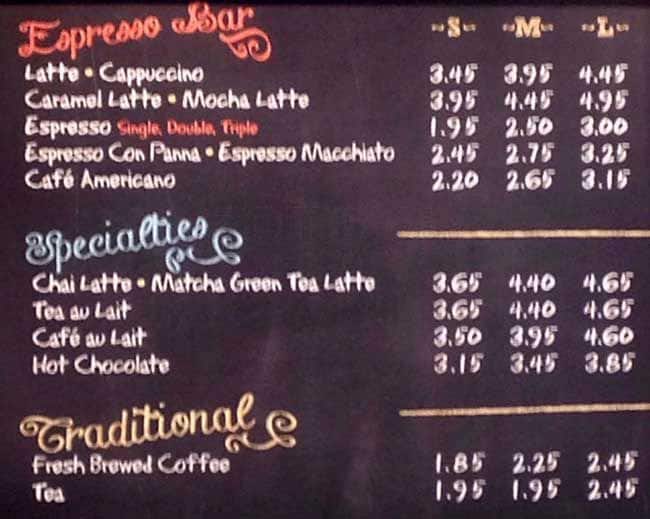 Espresso Bar ~S~ ~M~ ~L~
Latte • Cappuccino 3.45 3.95 4.45
Caramel Latte • Mocha Latte 3.95 4.45 4.95
Espresso Single, Double, Triple 1.95 2.50 3.00
Espresso Con Panna • Espresso Macchiato 2.45 2.75 3.25
Café Americano 2.20 2.65 3.15
Specialties
Chai Latte • Matcha Green Tea Latte 3.65 4.40 4.65
Tea au Lait 3.65 4.40 4.65
Café au Lait 3.50 3.95 4.60
Hot Chocolate 3.15 3.45 3.85
Traditional
Fresh Brewed Coffee 1.85 2.25 2.45
Tea 1.95 1.95 2.45